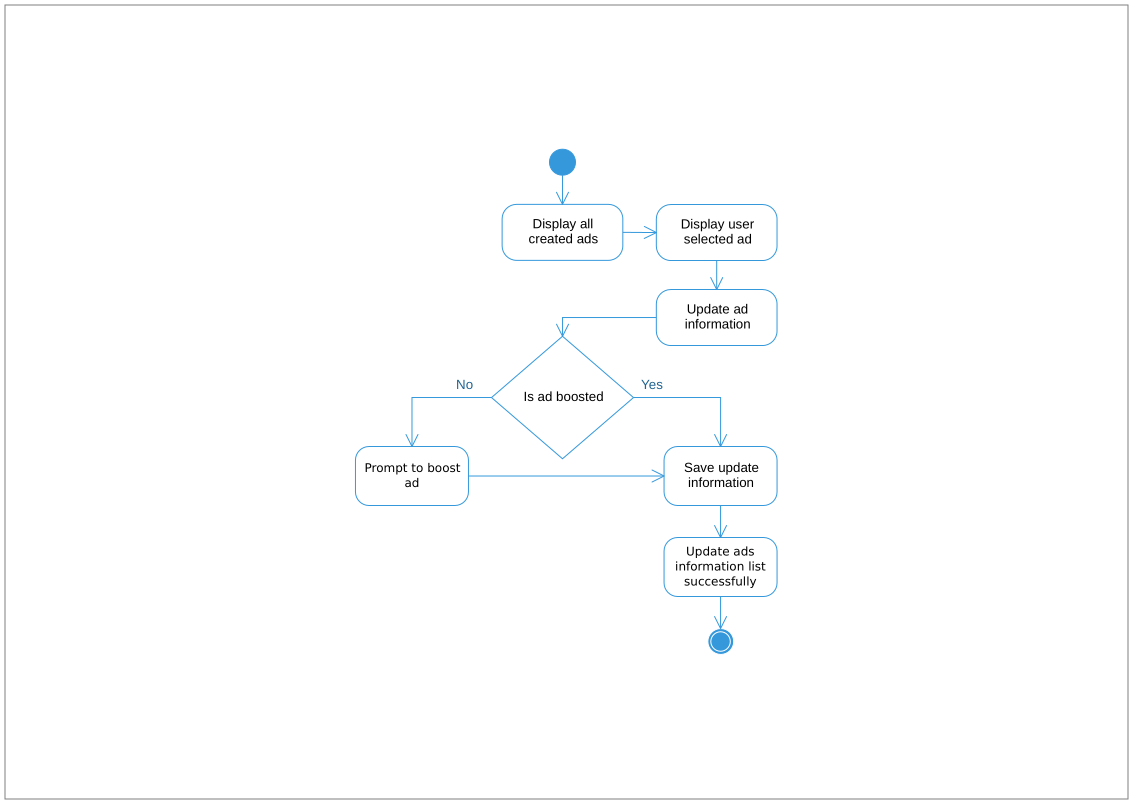 Display all
created ads
Display user
selected ad
Update ad
information
No
Is ad boosted
Yes
Prompt to boost
ad
Save update
information
Update ads
information list
successfully